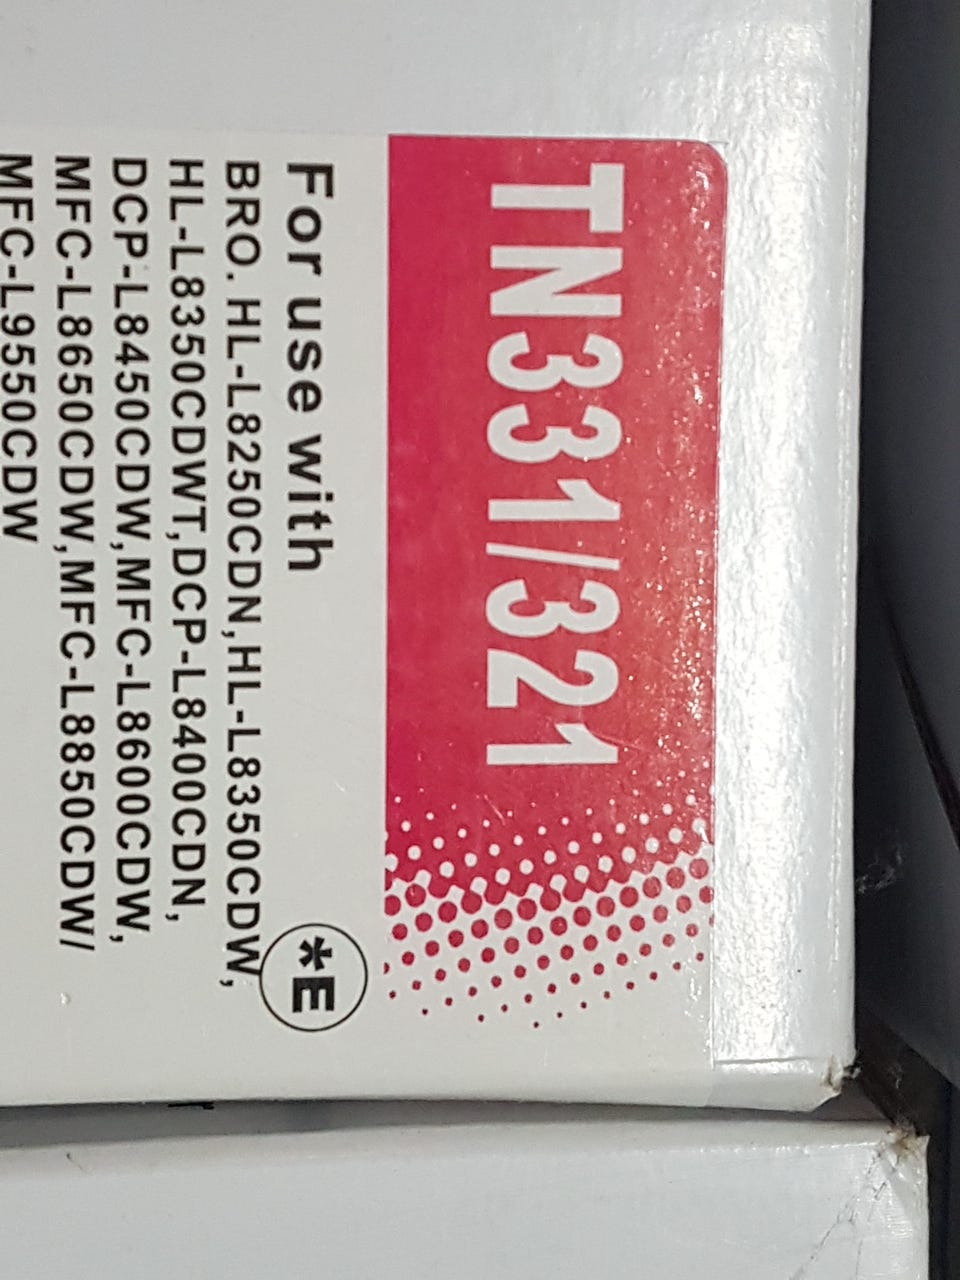 TN331/321
For use with
*E
BRO. HL-L8250CDN,HL-L8350CDW,
HL-L8350CDWT,DCP-L8400CDN,
DCP-L8450CDW,MFC-L8600CDW,
MFC-L8650CDW,MFC-L8850CDW/
MFC-L9550CDW